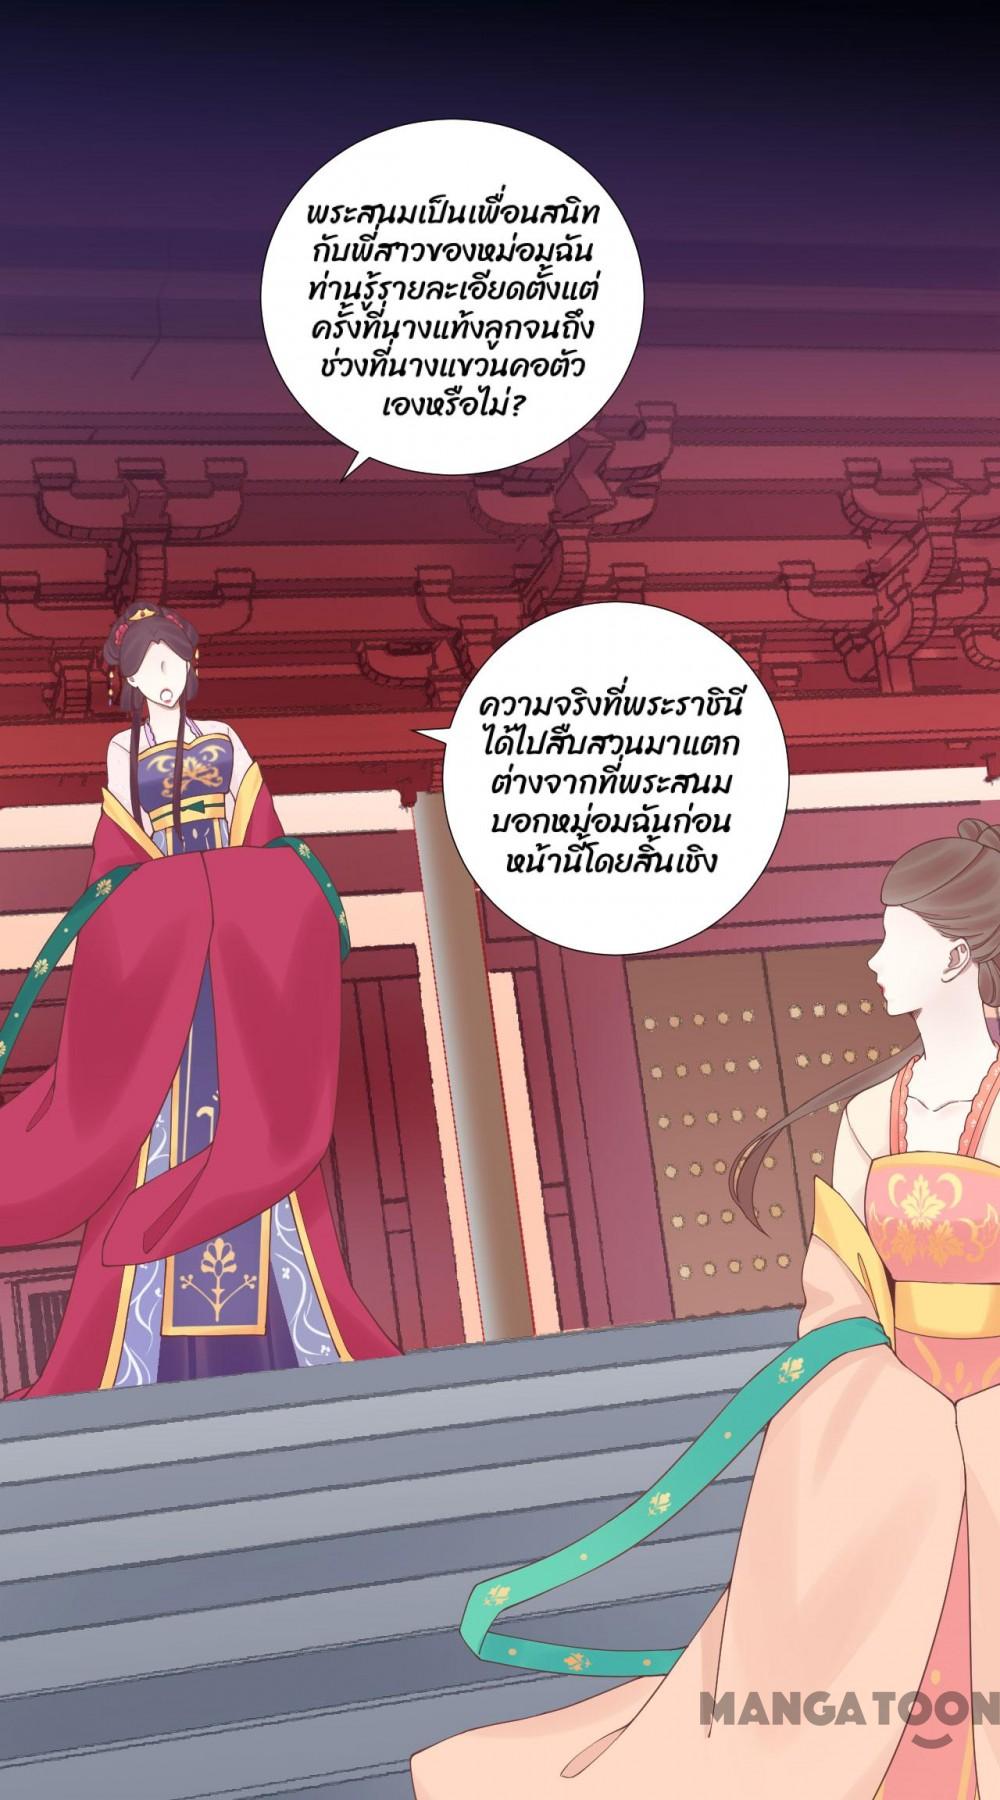 พระสนมเป็นเพื่อนสนิท
กับพี่สาวของหม่อมฉัน
ท่านรู้รายละเอียดตั้งแต่
ครั้งที่นางแท้งลูกจนถึง
ช่วงที่นางแขวนคอตัว
เองหรือไม่?
ความจริงที่พระราชินี
ได้ไปสืบสวนมาแตก
ต่างจากที่พระสนม
บอกหม่อมฉันก่อน
หน้านี้โดยสิ้นเชิง
MANGATOON